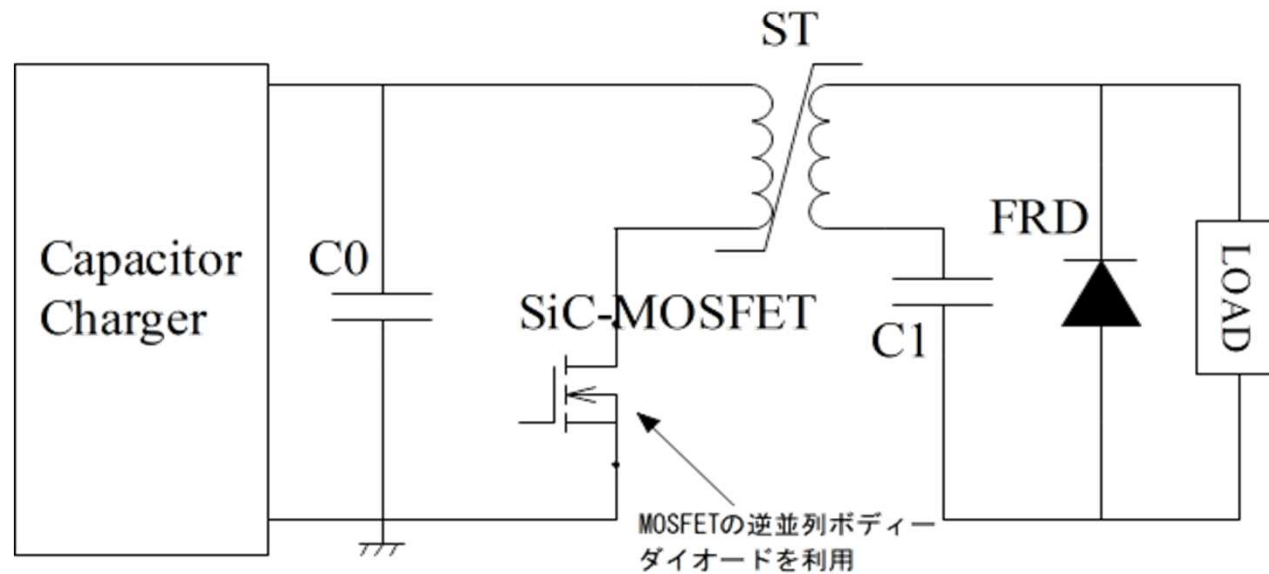 ST
Capacitor
Charger
C0
SiC-MOSFET
C1
FRD
LOAD
MOSFETの逆並列ボディー
ダイオードを利用